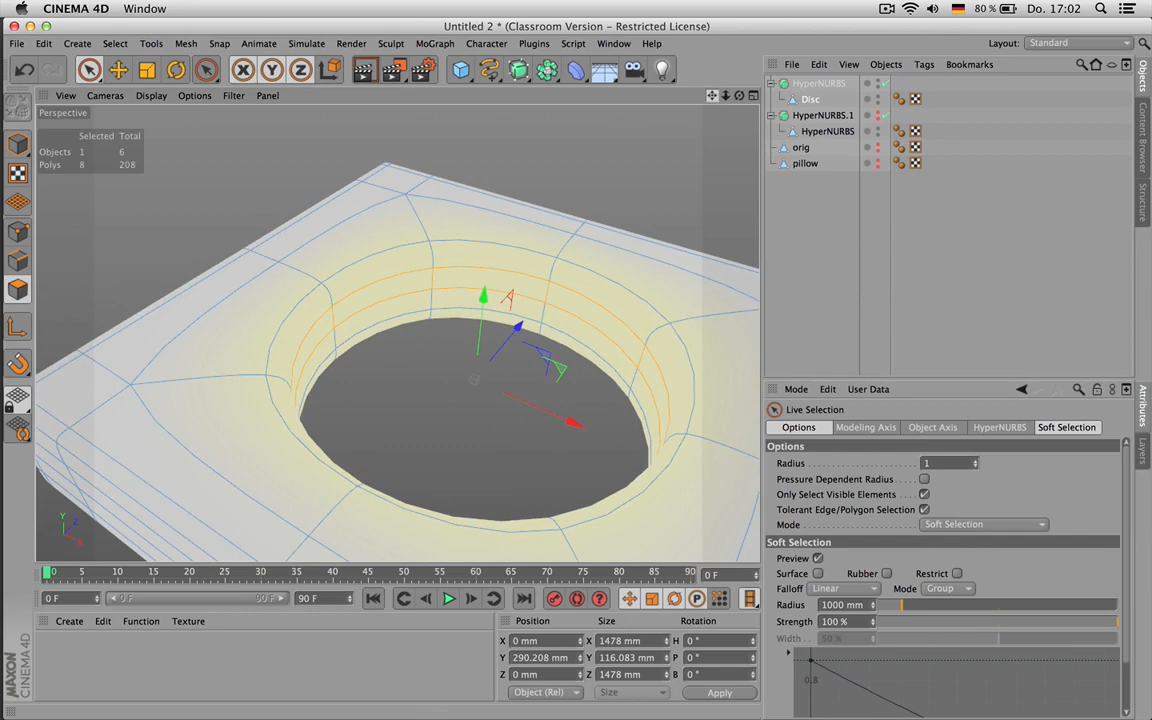 CINEMA 4D Window 80 % Do. 17:02
Untitled 2 * (Classroom Version - Restricted License)
File Edit Create Select Tools Mesh Snap Animate Simulate Render Sculpt MoGraph Character Plugins Script Window Help Layout: Standard
X Y Z
View Cameras Display Options Filter Panel
Perspective
Selected Total
Objects 1 6
Polys 8 208
Y Z X
File Edit View Objects Tags Bookmarks
HyperNURBS
Disc
HyperNURBS.1
HyperNURBS
orig
pillow
Objects
Content Browser
Structure
Mode Edit User Data
Live Selection
Options Modeling Axis Object Axis HyperNURBS Soft Selection
Options
Radius 1
Pressure Dependent Radius
Only Select Visible Elements
Tolerant Edge/Polygon Selection
Mode Soft Selection
Soft Selection
Preview
Surface Rubber Restrict
Falloff Linear Mode Group
Radius 1000 mm
Strength 100 %
Width 50 %
0.8
Attributes
Layers
0 5 10 15 20 25 30 35 40 45 50 55 60 65 70 75 80 85 90 0 F
0 F 0 F 90 F 90 F
Create Edit Function Texture
Position Size Rotation
X 0 mm X 1478 mm H 0 °
Y 290.208 mm Y 116.083 mm P 0 °
Z 0 mm Z 1478 mm B 0 °
Object (Rel) Size Apply
MAXON
CINEMA 4D